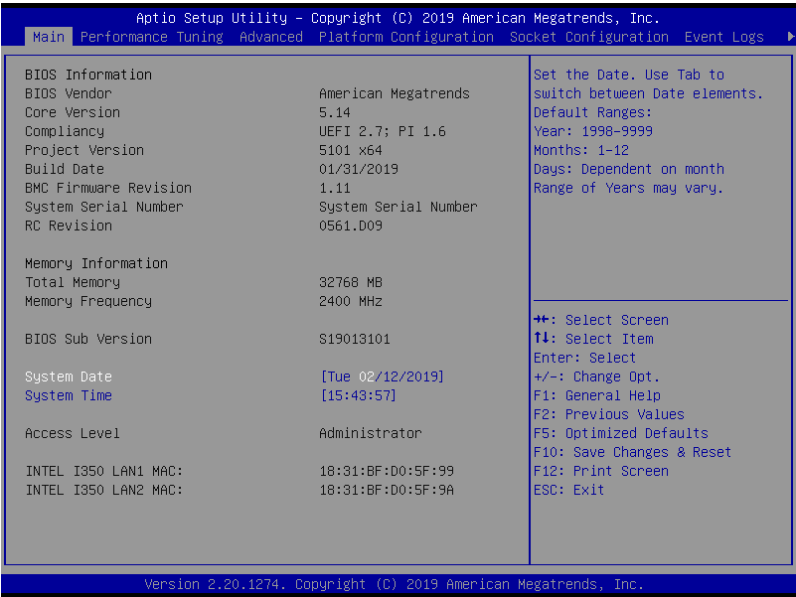 Aptio Setup Utility – Copyright (C) 2019 American Megatrends, Inc.
Main Performance Tuning Advanced Platform Configuration Socket Configuration Event Logs
BIOS Information
BIOS Vendor American Megatrends
Core Version 5.14
Compliancy UEFI 2.7; PI 1.6
Project Version 5101 x64
Build Date 01/31/2019
BMC Firmware Revision 1.11
System Serial Number System Serial Number
RC Revision 0561.D09
Memory Information
Total Memory 32768 MB
Memory Frequency 2400 MHz
BIOS Sub Version S19013101
System Date [Tue 02/12/2019]
System Time [15:43:57]
Access Level Administrator
INTEL I350 LAN1 MAC: 18:31:BF:D0:5F:99
INTEL I350 LAN2 MAC: 18:31:BF:D0:5F:9A
Set the Date. Use Tab to
switch between Date elements.
Default Ranges:
Year: 1998-9999
Months: 1-12
Days: Dependent on month
Range of Years may vary.
→←: Select Screen
↑↓: Select Item
Enter: Select
+/-: Change Opt.
F1: General Help
F2: Previous Values
F5: Optimized Defaults
F10: Save Changes & Reset
F12: Print Screen
ESC: Exit
Version 2.20.1274. Copyright (C) 2019 American Megatrends, Inc.